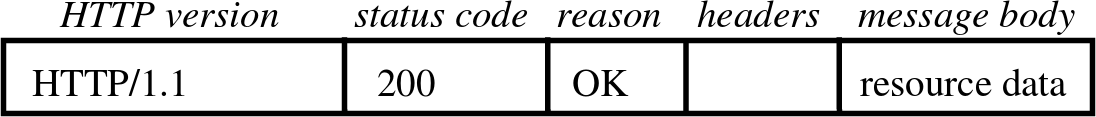 HTTP version status code reason headers message body
HTTP/1.1 200 OK resource data